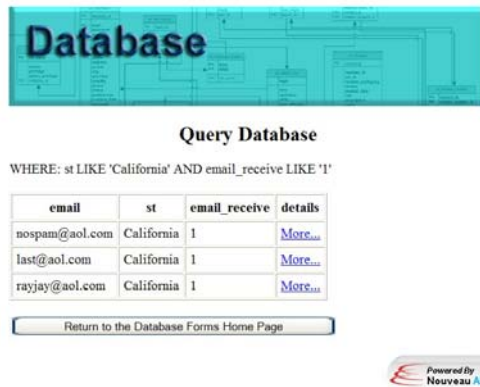 Database
Query Database
WHERE: st LIKE 'California' AND email_receive LIKE '1'
email st email_receive details
nospam@aol.com California 1 More...
last@aol.com California 1 More...
rayjay@aol.com California 1 More...
Return to the Database Forms Home Page
Powered By
Nouveau A